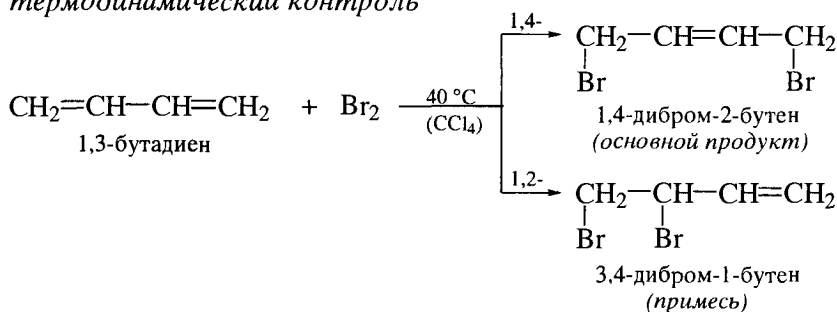 термодинамический контроль
1,4-
CH₂—CH=CH—CH₂
Br Br
1,4-дибром-2-бутен
(основной продукт)
CH₂=CH—CH=CH₂ + Br₂
1,3-бутадиен
40 °C
(CCl₄)
1,2-
CH₂—CH—CH=CH₂
Br Br
3,4-дибром-1-бутен
(примесь)